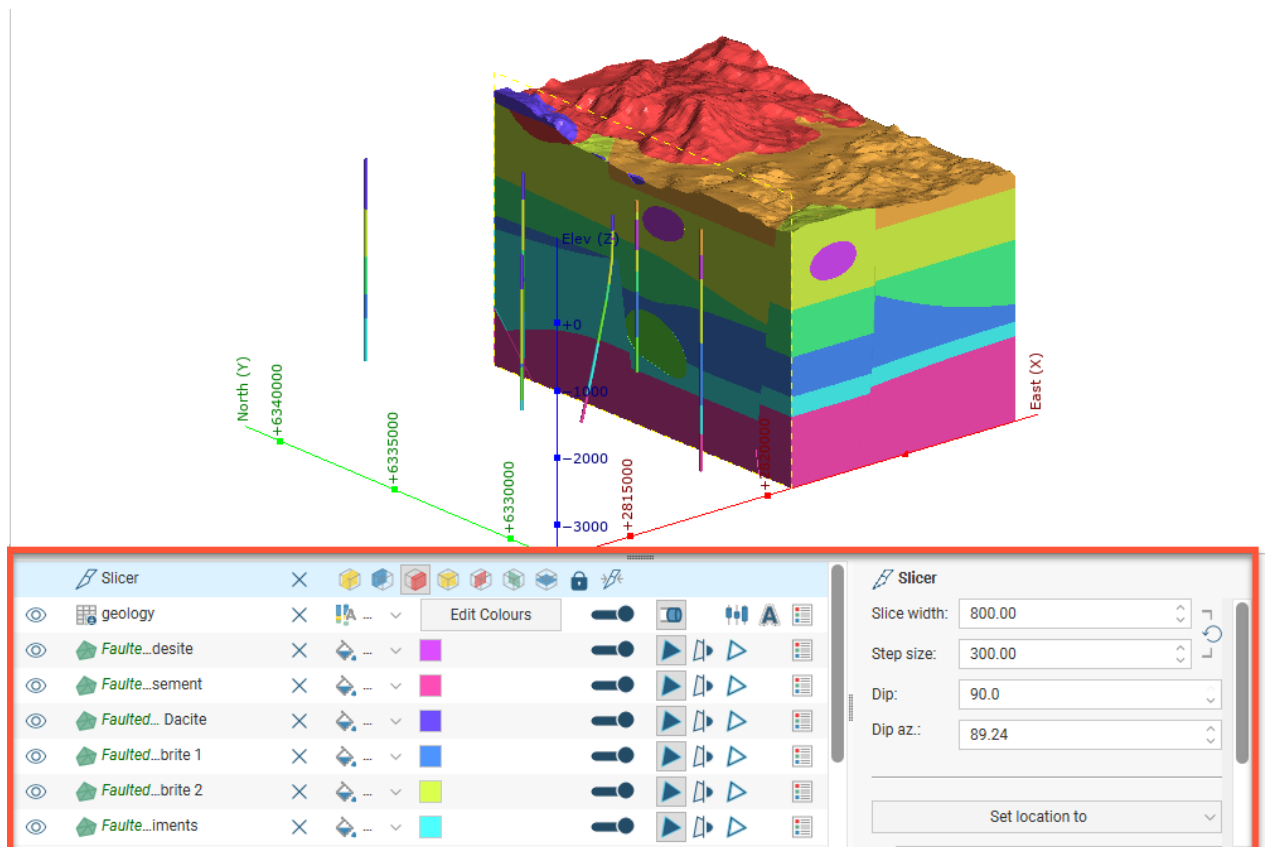 Elev (Z)
+0
−1000
−2000
−3000
North (Y)
+6340000
+6335000
+6330000
+2815000
East (X)
Slicer
geology
... Edit Colours
Faulte...desite
...
Faulte...sement
...
Faulted... Dacite
...
Faulted...brite 1
...
Faulted...brite 2
...
Faulte...iments
...
Slicer
Slice width: 800.00
Step size: 300.00
Dip: 90.0
Dip az.: 89.24
Set location to